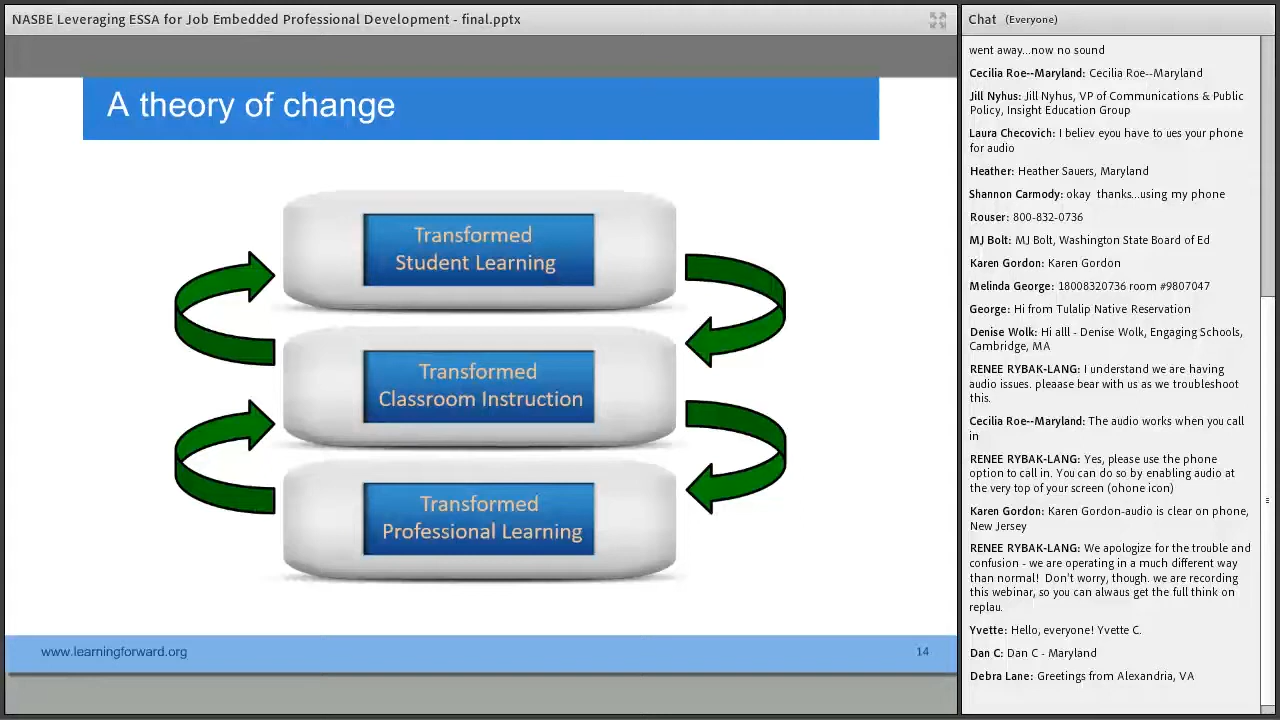 NASBE Leveraging ESSA for Job Embedded Professional Development - final.pptx
A theory of change
Transformed
Student Learning
Transformed
Classroom Instruction
Transformed
Professional Learning
www.learningforward.org
14
Chat (Everyone)
went away...now no sound
Cecilia Roe--Maryland: Cecilia Roe--Maryland
Jill Nyhus: Jill Nyhus, VP of Communications & Public
Policy, Insight Education Group
Laura Checovich: I believ eyou have to ues your phone
for audio
Heather: Heather Sauers, Maryland
Shannon Carmody: okay thanks...using my phone
Rouser: 800-832-0736
MJ Bolt: MJ Bolt, Washington State Board of Ed
Karen Gordon: Karen Gordon
Melinda George: 18008320736 room #9807047
George: Hi from Tulalip Native Reservation
Denise Wolk: Hi alll - Denise Wolk, Engaging Schools,
Cambridge, MA
RENEE RYBAK-LANG: I understand we are having
audio issues. pleaase bear with us as we troubleshoot
this.
Cecilia Roe--Maryland: The audio works when you call
in
RENEE RYBAK-LANG: Yes, please use the phone
option to call in. You can do so by enabling audio at
the very top of your screen (ohone icon)
Karen Gordon: Karen Gordon-audio is clear on phone,
New Jersey
RENEE RYBAK-LANG: We apologize for the trouble and
confusion - we are operating in a much different way
than normal! Don't worry, though. we are recording
this webinar, so you can alwaus get the full think on
replau.
Yvette: Hello, everyone! Yvette C.
Dan C: Dan C - Maryland
Debra Lane: Greetings from Alexandria, VA